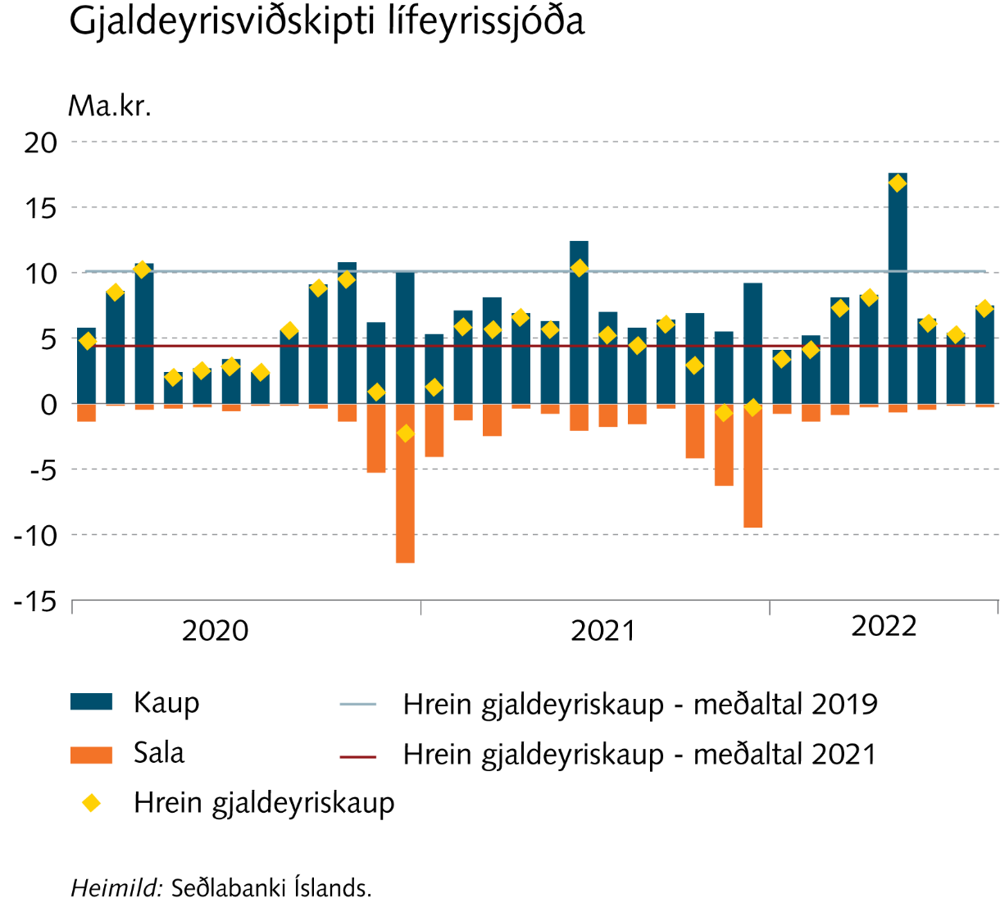 Gjaldeyrisviðskipti lífeyrissjóða
Ma.kr.
20
15
10
5
0
-5
-10
-15
2020
2021
2022
Kaup
Hrein gjaldeyriskaup - meðaltal 2019
Sala
Hrein gjaldeyriskaup - meðaltal 2021
Hrein gjaldeyriskaup
Heimild: Seðlabanki Íslands.